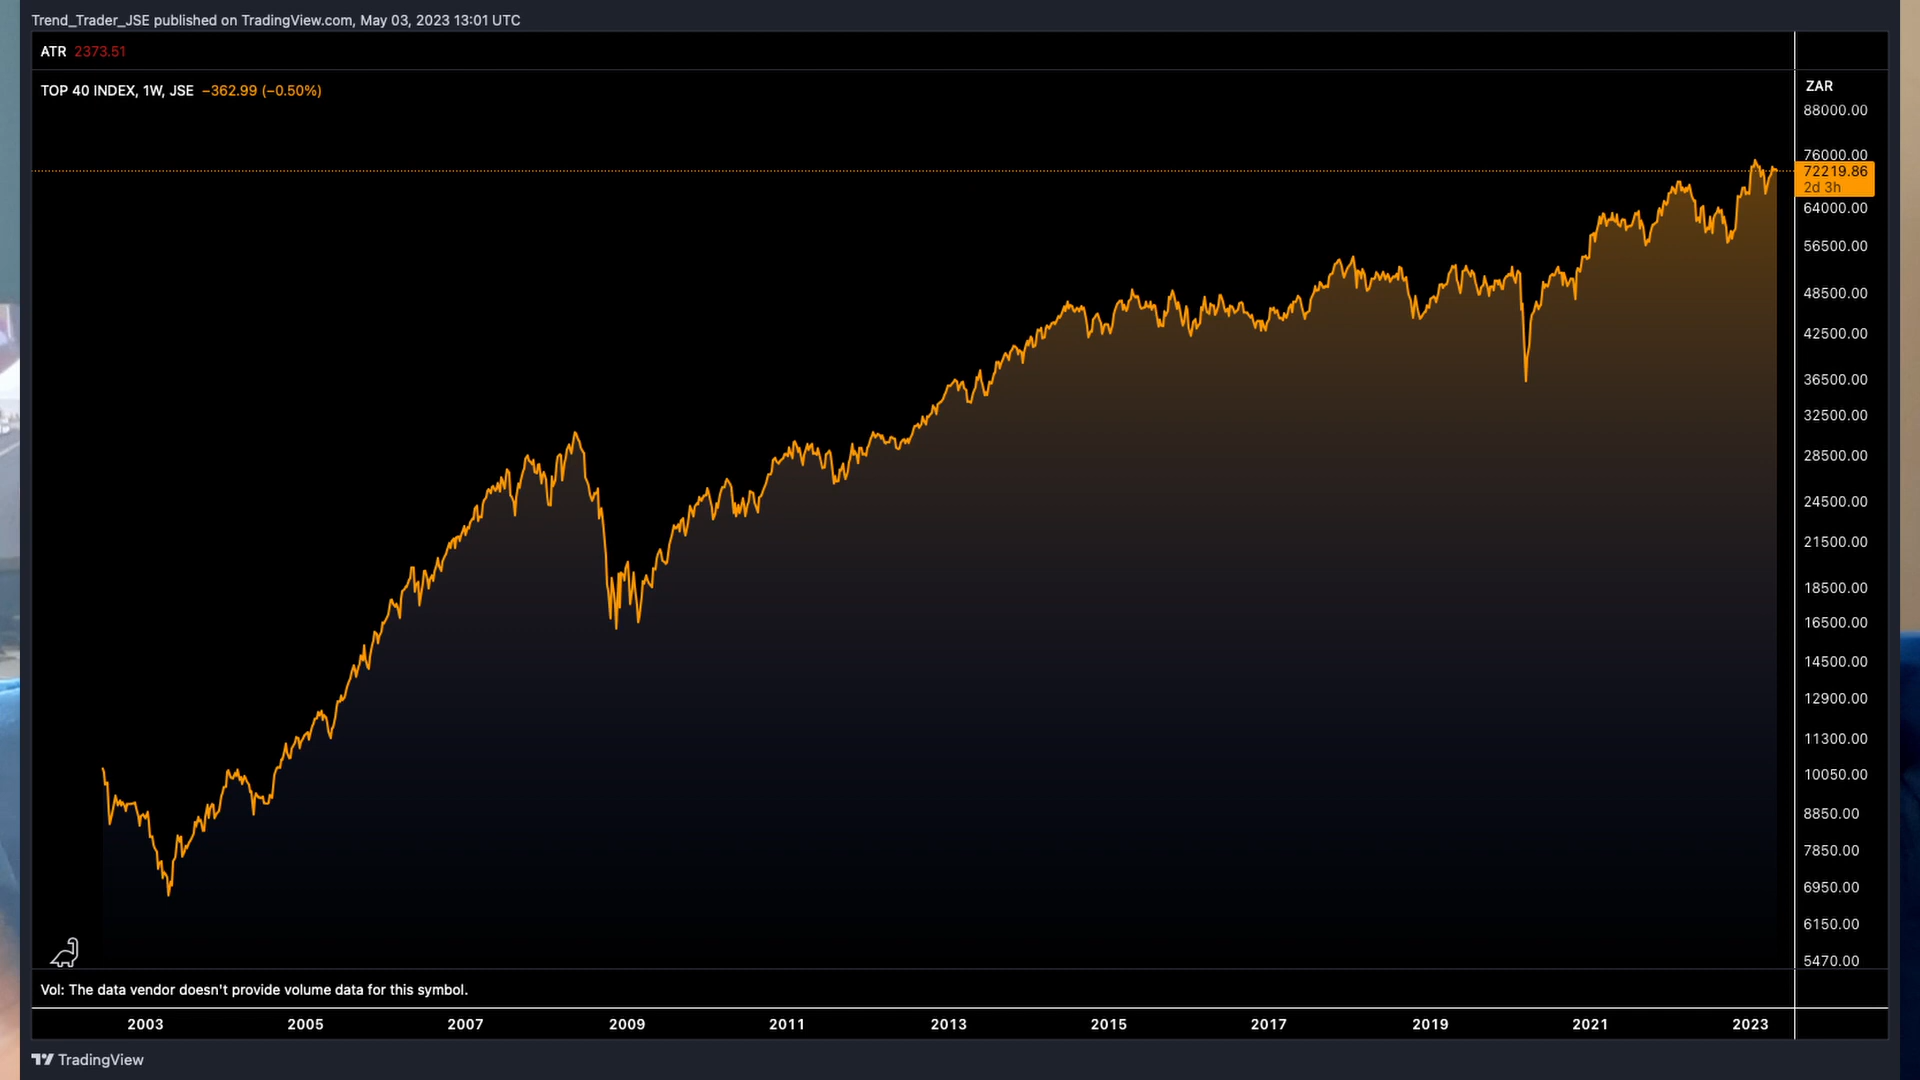 Trend_Trader_JSE published on TradingView.com, May 03, 2023 13:01 UTC
ATR 2373.51
TOP 40 INDEX, 1W, JSE −362.99 (−0.50%)
ZAR
88000.00
76000.00
72219.86
2d 3h
64000.00
56500.00
48500.00
42500.00
36500.00
32500.00
28500.00
24500.00
21500.00
18500.00
16500.00
14500.00
12900.00
11300.00
10050.00
8850.00
7850.00
6950.00
6150.00
5470.00
Vol: The data vendor doesn't provide volume data for this symbol.
2003 2005 2007 2009 2011 2013 2015 2017 2019 2021 2023
TradingView